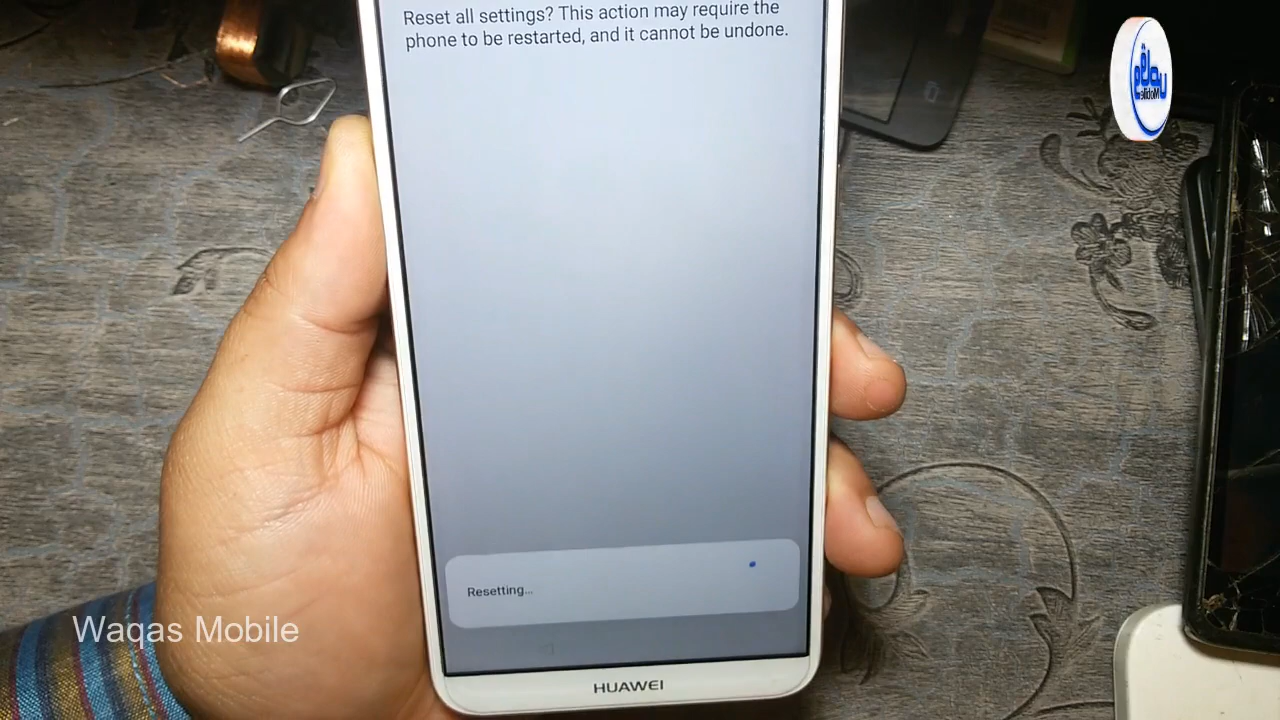 Reset all settings? This action may require the
phone to be restarted, and it cannot be undone.
Resetting...
HUAWEI
Waqas Mobile
Mobile